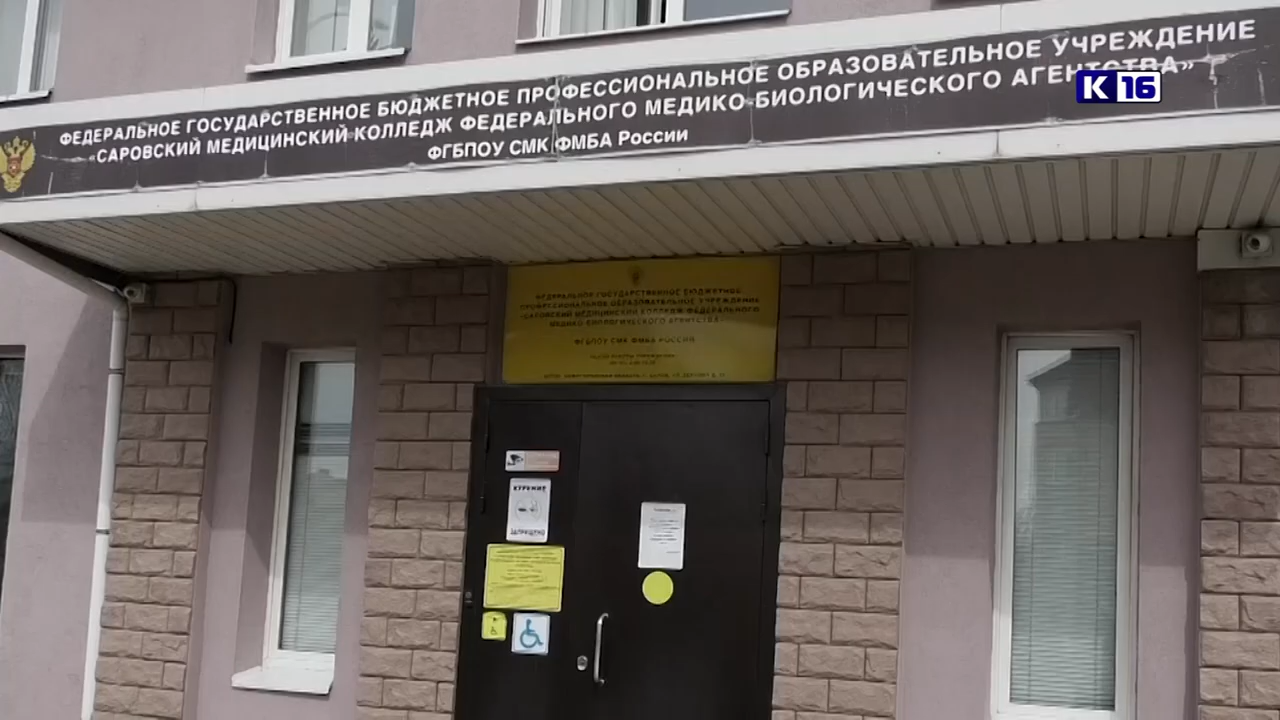 ФЕДЕРАЛЬНОЕ ГОСУДАРСТВЕННОЕ БЮДЖЕТНОЕ ПРОФЕССИОНАЛЬНОЕ ОБРАЗОВАТЕЛЬНОЕ УЧРЕЖДЕНИЕ
«САРОВСКИЙ МЕДИЦИНСКИЙ КОЛЛЕДЖ ФЕДЕРАЛЬНОГО МЕДИКО-БИОЛОГИЧЕСКОГО АГЕНТСТВА»
ФГБПОУ СМК ФМБА России
К 16
ФЕДЕРАЛЬНОЕ ГОСУДАРСТВЕННОЕ БЮДЖЕТНОЕ
ПРОФЕССИОНАЛЬНОЕ ОБРАЗОВАТЕЛЬНОЕ УЧРЕЖДЕНИЕ
«САРОВСКИЙ МЕДИЦИНСКИЙ КОЛЛЕДЖ ФЕДЕРАЛЬНОГО
МЕДИКО-БИОЛОГИЧЕСКОГО АГЕНТСТВА»
ФГБПОУ СМК ФМБА РОССИИ
КУРЕНИЕ
ЗАПРЕЩЕНО